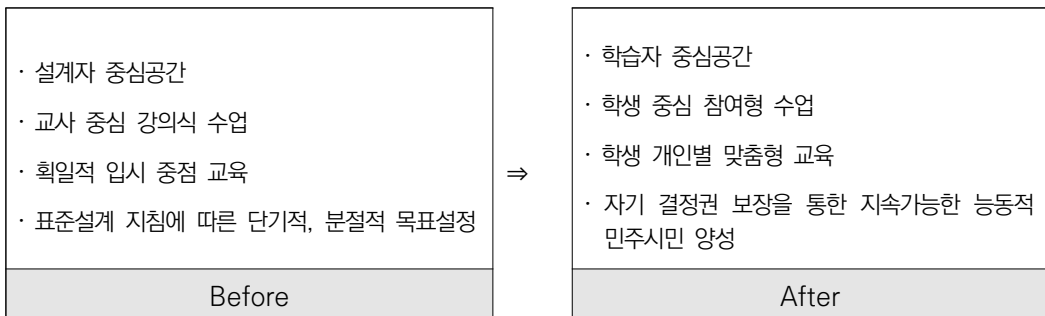 · 설계자 중심공간
· 교사 중심 강의식 수업
· 획일적 입시 중점 교육
· 표준설계 지침에 따른 단기적, 분절적 목표설정
Before
⇒
· 학습자 중심공간
· 학생 중심 참여형 수업
· 학생 개인별 맞춤형 교육
· 자기 결정권 보장을 통한 지속가능한 능동적
민주시민 양성
After